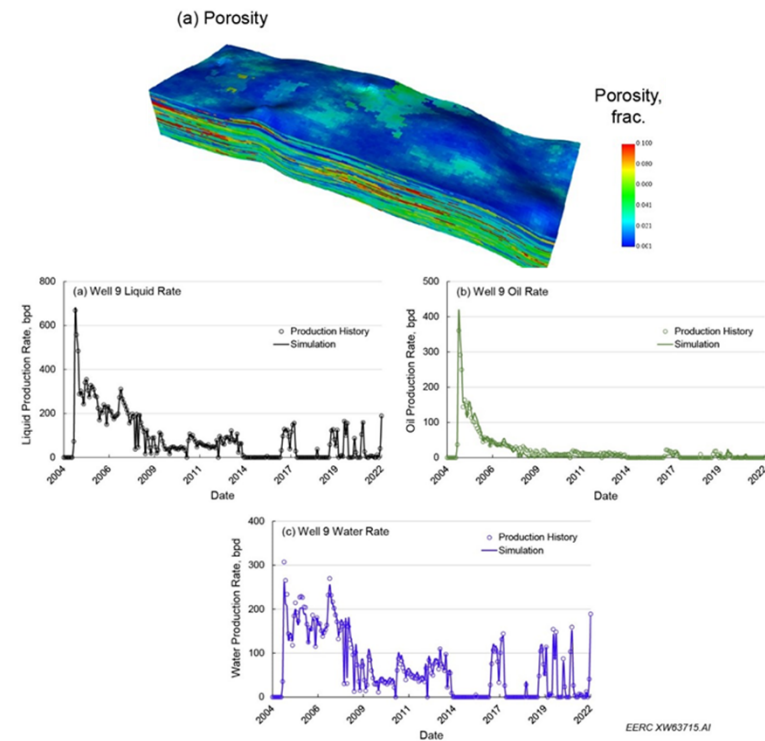 (a) Porosity
Porosity,
frac.
0.100
0.080
0.060
0.041
0.021
0.001
(a) Well 9 Liquid Rate
Production History
Simulation
Liquid Production Rate, bpd
800
600
400
200
0
2004
2006
2009
2011
2014
2017
2019
2022
Date
(b) Well 9 Oil Rate
Production History
Simulation
Oil Production Rate, bpd
500
400
300
200
100
0
2004
2006
2009
2011
2014
2017
2019
2022
Date
(c) Well 9 Water Rate
Production History
Simulation
Water Production Rate, bpd
400
300
200
100
0
2004
2006
2009
2011
2014
2017
2019
2022
Date
EERC XW63715.AI